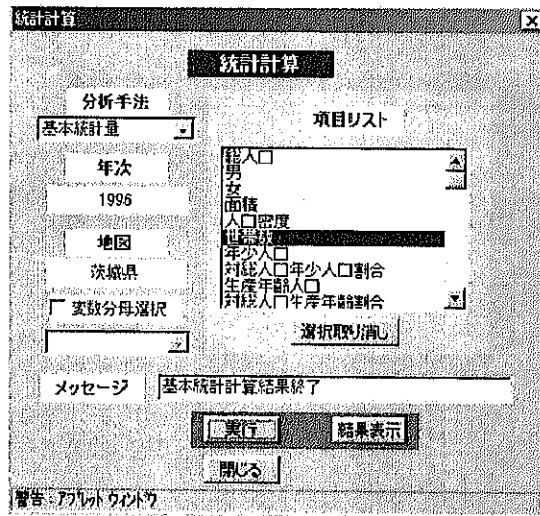 統計計算
統計計算
分析手法
基本統計量
年次
1996
地図
茨城県
変数分母選択
項目リスト
総人口
男
女
面積
人口密度
世帯数
年少人口
対総人口年少人口割合
生産年齢人口
対総人口生産年齢割合
選択取り消し
メッセージ
基本統計計算結果終了
実行
結果表示
閉じる
警告 : アプレット ウィンドウ